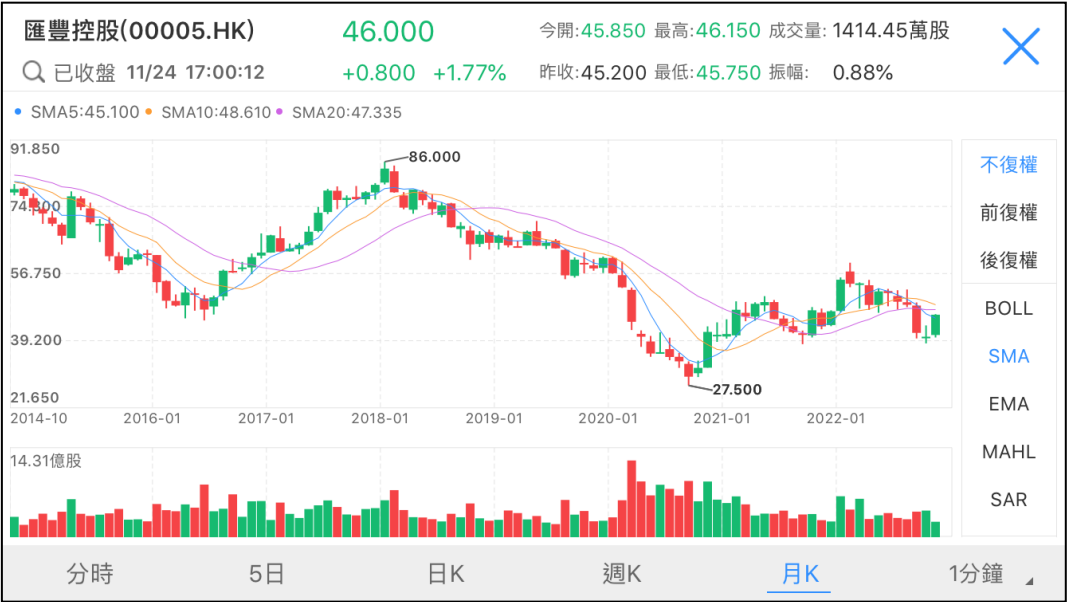 匯豐控股(00005.HK) 46.000 今開:45.850 最高:46.150 成交量: 1414.45萬股
已收盤 11/24 17:00:12 +0.800 +1.77% 昨收:45.200 最低:45.750 振幅: 0.88%
SMA5:45.100 SMA10:48.610 SMA20:47.335
91.850
86.000
74.300
56.750
39.200
27.500
21.650
2014-10 2016-01 2017-01 2018-01 2019-01 2020-01 2021-01 2022-01
14.31億股
不復權
前復權
後復權
BOLL
SMA
EMA
MAHL
SAR
分時 5日 日K 週K 月K 1分鐘